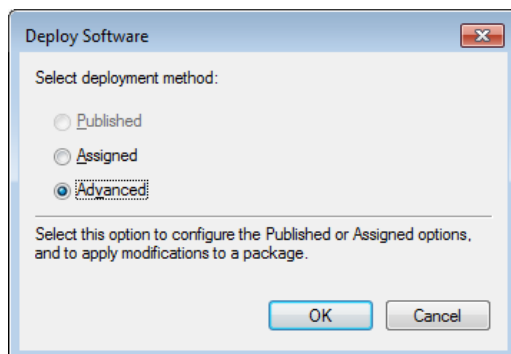 Deploy Software
Select deployment method:
Published
Assigned
Advanced
Select this option to configure the Published or Assigned options,
and to apply modifications to a package.
OK
Cancel